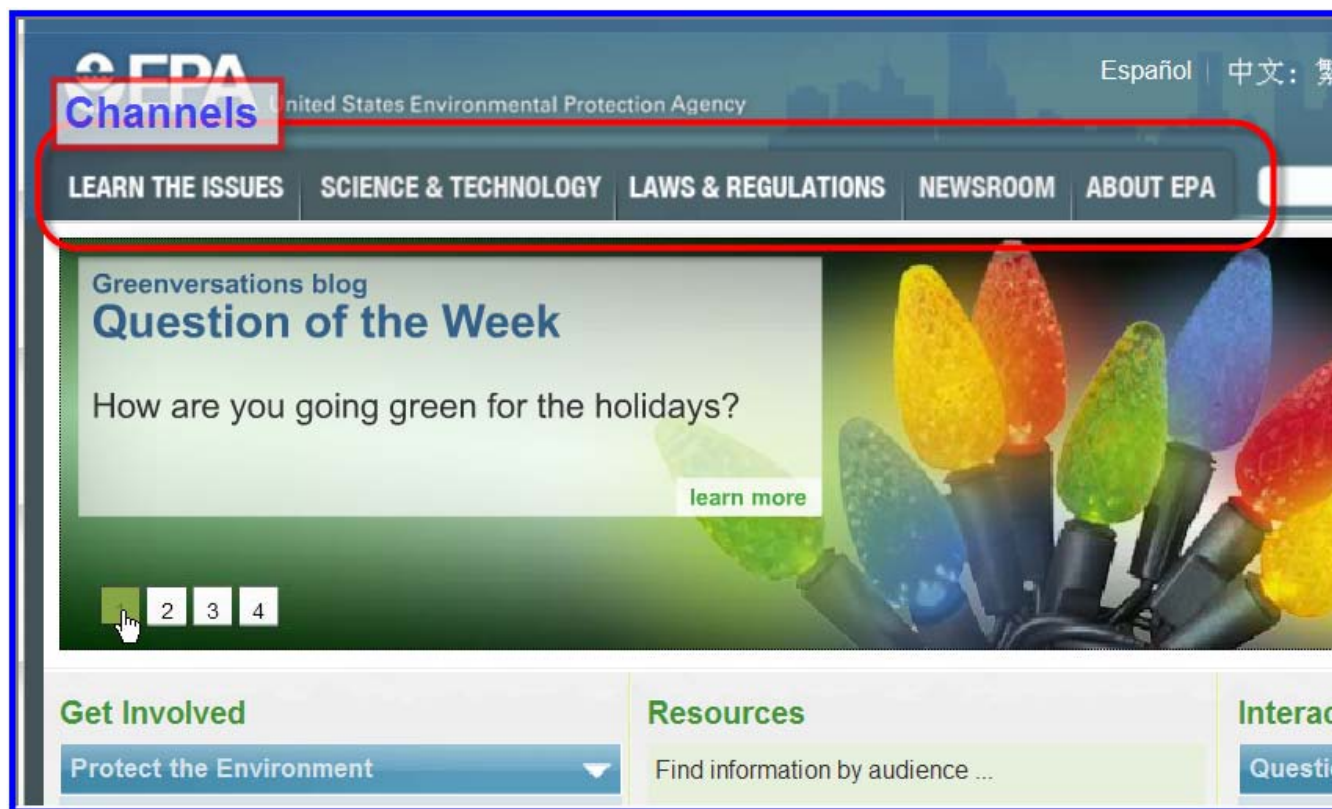 EPA
Español | 中文: 繁
Channels
United States Environmental Protection Agency
LEARN THE ISSUES SCIENCE & TECHNOLOGY LAWS & REGULATIONS NEWSROOM ABOUT EPA
Greenversations blog
Question of the Week
How are you going green for the holidays?
learn more
1 2 3 4
Get Involved
Resources
Protect the Environment
Find information by audience ...